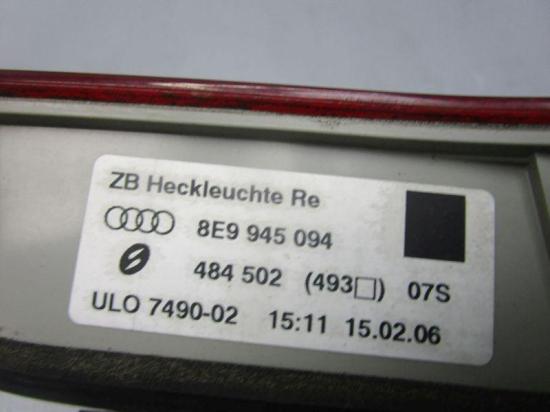 ZB Heckleuchte Re
8E9 945 094
484 502 (493□) 07S
ULO 7490-02 15:11 15.02.06